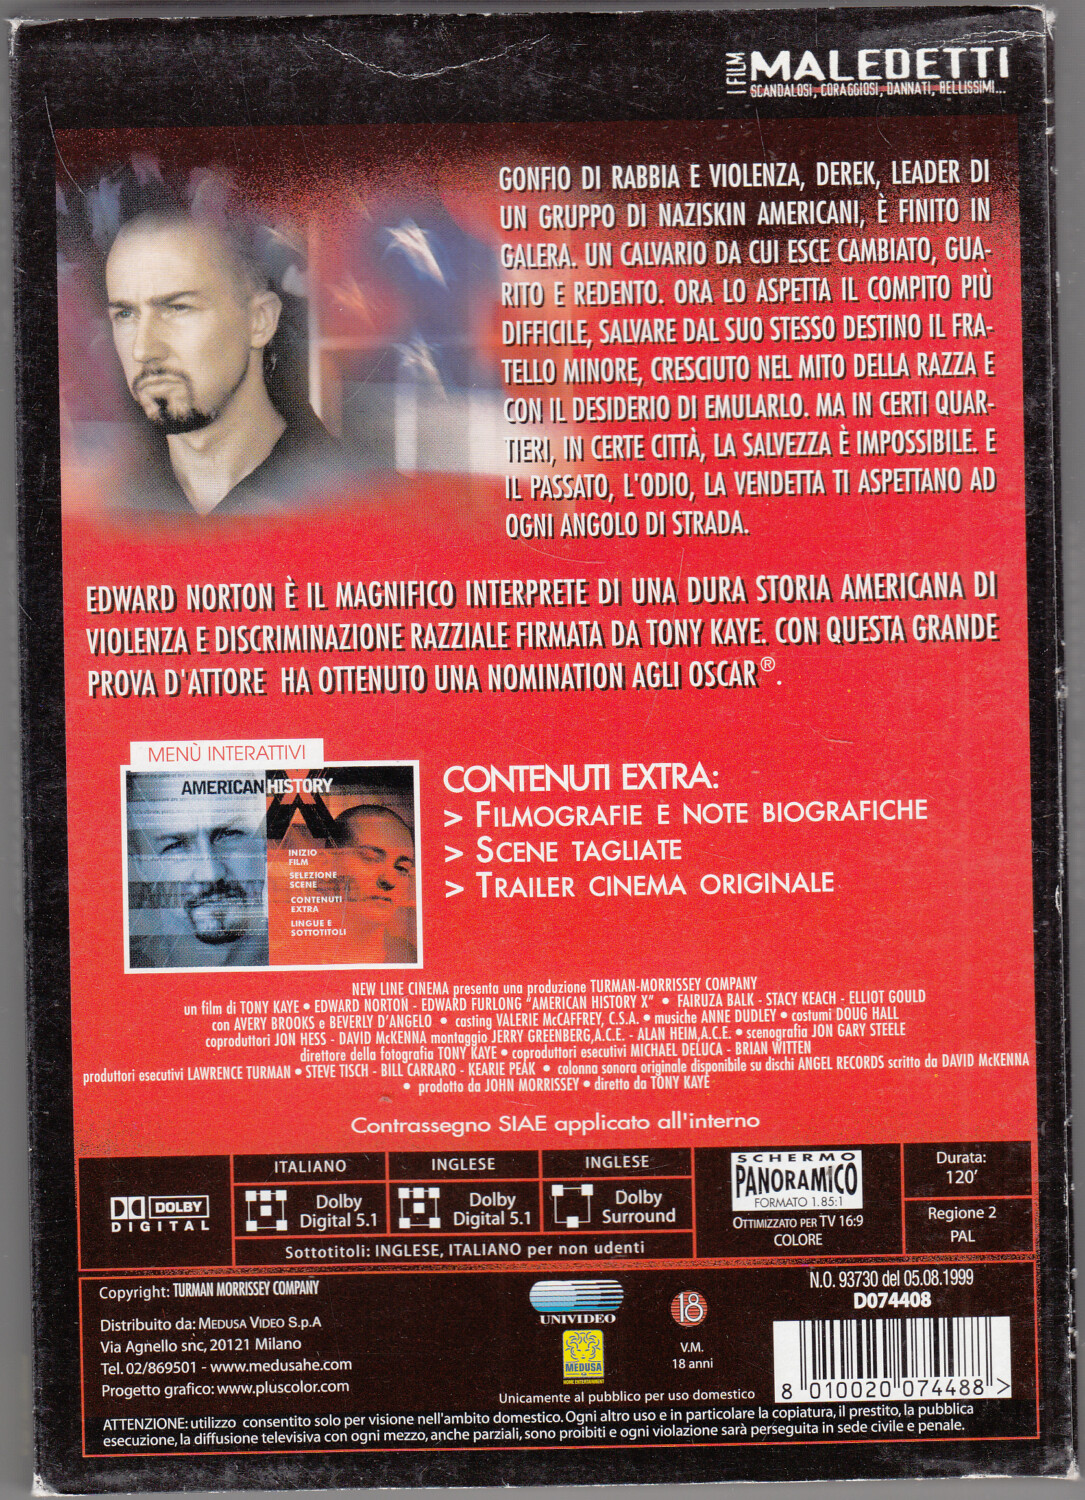 I FILM
MALEDETTI
SCANDALOSI, CORAGGIOSI, DANNATI, BELLISSIMI...
GONFIO DI RABBIA E VIOLENZA, DEREK, LEADER DI
UN GRUPPO DI NAZISKIN AMERICANI, È FINITO IN
GALERA. UN CALVARIO DA CUI ESCE CAMBIATO, GUA-
RITO E REDENTO. ORA LO ASPETTA IL COMPITO PIÙ
DIFFICILE, SALVARE DAL SUO STESSO DESTINO IL FRA-
TELLO MINORE, CRESCIUTO NEL MITO DELLA RAZZA E
CON IL DESIDERIO DI EMULARLO. MA IN CERTI QUAR-
TIERI, IN CERTE CITTÀ, LA SALVEZZA È IMPOSSIBILE. E
IL PASSATO, L'ODIO, LA VENDETTA TI ASPETTANO AD
OGNI ANGOLO DI STRADA.
EDWARD NORTON È IL MAGNIFICO INTERPRETE DI UNA DURA STORIA AMERICANA DI
VIOLENZA E DISCRIMINAZIONE RAZZIALE FIRMATA DA TONY KAYE. CON QUESTA GRANDE
PROVA D'ATTORE HA OTTENUTO UNA NOMINATION AGLI OSCAR®.
MENÙ INTERATTIVI
AMERICAN HISTORY
X
INIZIO
FILM
SELEZIONE
SCENE
CONTENUTI
EXTRA
LINGUE E
SOTTOTITOLI
CONTENUTI EXTRA:
> FILMOGRAFIE E NOTE BIOGRAFICHE
> SCENE TAGLIATE
> TRAILER CINEMA ORIGINALE
NEW LINE CINEMA presenta una produzione TURMAN-MORRISSEY COMPANY
un film di TONY KAYE • EDWARD NORTON - EDWARD FURLONG "AMERICAN HISTORY X" • FAIRUZA BALK - STACY KEACH - ELLIOT GOULD
con AVERY BROOKS e BEVERLY D'ANGELO • casting VALERIE McCAFFREY, C.S.A. • musiche ANNE DUDLEY • costumi DOUG HALL
coproduttori JON HESS - DAVID McKENNA montaggio JERRY GREENBERG,A.C.E. - ALAN HEIM,A.C.E. • scenografia JON GARY STEELE
direttore della fotografia TONY KAYE • coproduttori esecutivi MICHAEL DELUCA - BRIAN WITTEN
produttori esecutivi LAWRENCE TURMAN • STEVE TISCH - BILL CARRARO - KEARIE PEAK • colonna sonora originale disponibile su dischi ANGEL RECORDS scritto da DAVID McKENNA
• prodotto da JOHN MORRISSEY • diretto da TONY KAYE
Contrassegno SIAE applicato all'interno
DOLBY
DIGITAL
ITALIANO
Dolby
Digital 5.1
INGLESE
Dolby
Digital 5.1
INGLESE
Dolby
Surround
Sottotitoli: INGLESE, ITALIANO per non udenti
SCHERMO
PANORAMICO
FORMATO 1.85:1
OTTIMIZZATO PER TV 16:9
COLORE
Durata:
120'
Regione 2
PAL
Copyright: TURMAN MORRISSEY COMPANY
Distribuito da: MEDUSA VIDEO S.p.A
Via Agnello snc, 20121 Milano
Tel. 02/869501 - www.medusahe.com
Progetto grafico: www.pluscolor.com
UNIVIDEO
MEDUSA
HOME ENTERTAINMENT
18
V.M.
18 anni
Unicamente al pubblico per uso domestico
N.O. 93730 del 05.08.1999
D074408
8 010020 074488 >
ATTENZIONE: utilizzo consentito solo per visione nell'ambito domestico. Ogni altro uso e in particolare la copiatura, il prestito, la pubblica
esecuzione, la diffusione televisiva con ogni mezzo, anche parziali, sono proibiti e ogni violazione sarà perseguita in sede civile e penale.